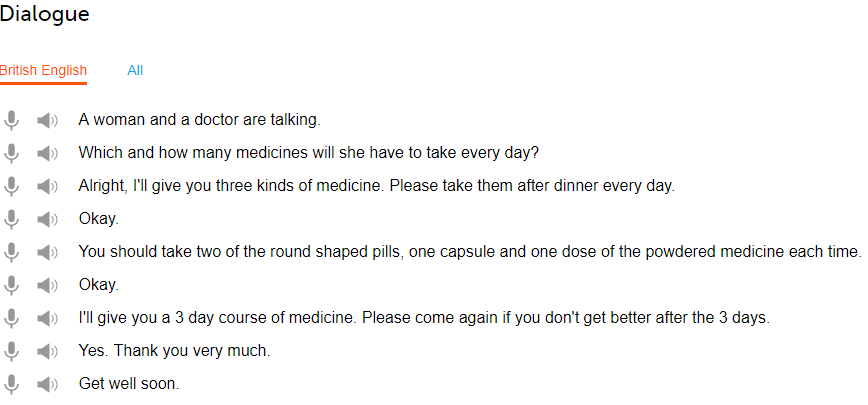 Dialogue
British English All
A woman and a doctor are talking.
Which and how many medicines will she have to take every day?
Alright, I'll give you three kinds of medicine. Please take them after dinner every day.
Okay.
You should take two of the round shaped pills, one capsule and one dose of the powdered medicine each time.
Okay.
I'll give you a 3 day course of medicine. Please come again if you don't get better after the 3 days.
Yes. Thank you very much.
Get well soon.